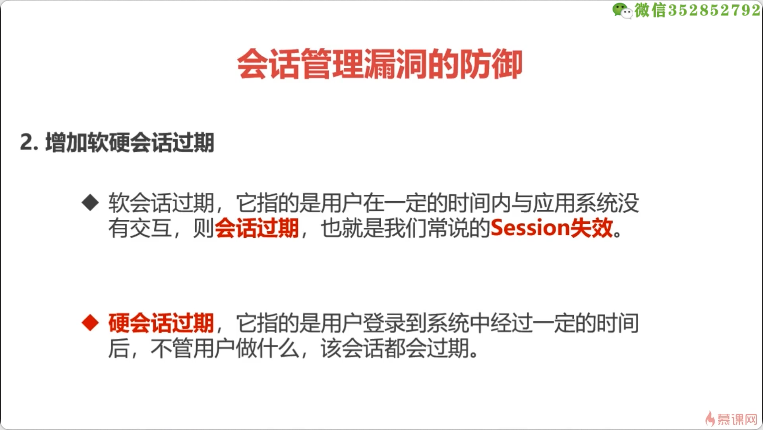 微信352852792
会话管理漏洞的防御
2. 增加软硬会话过期
◆ 软会话过期，它指的是用户在一定的时间内与应用系统没
有交互，则会话过期，也就是我们常说的Session失效。
◆ 硬会话过期，它指的是用户登录到系统中经过一定的时间
后，不管用户做什么，该会话都会过期。
慕课网